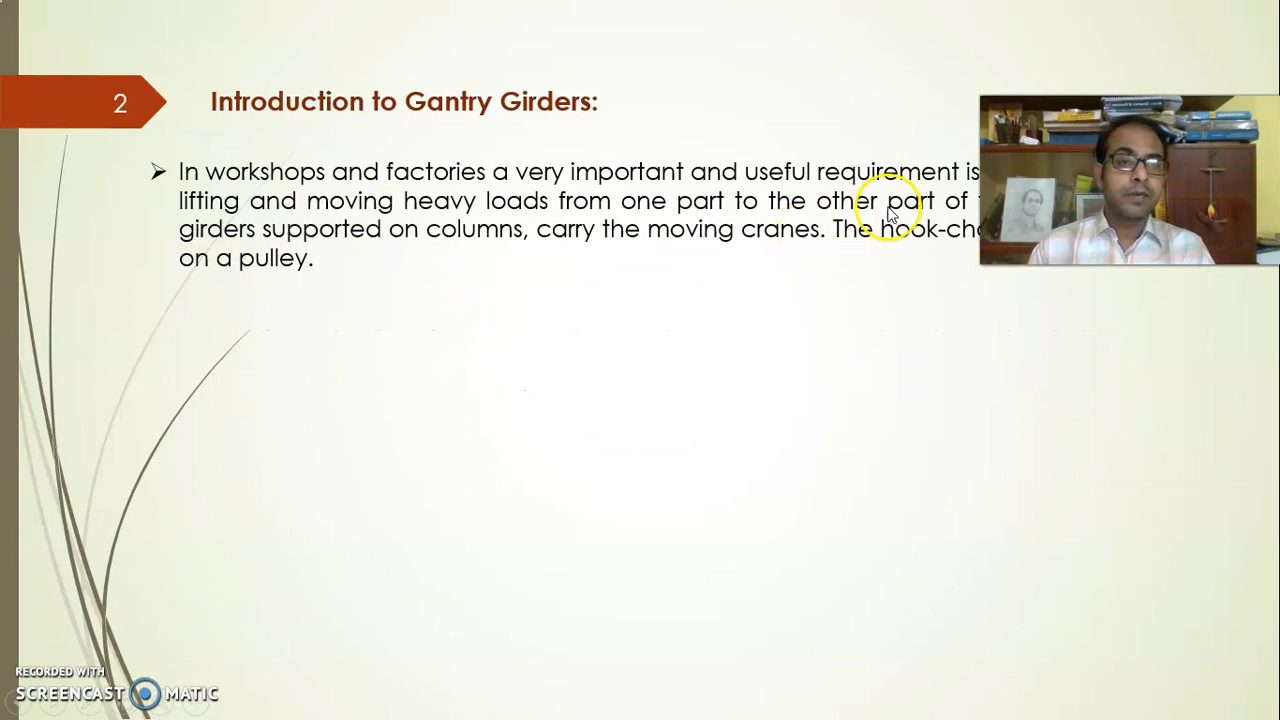 2
Introduction to Gantry Girders:
In workshops and factories a very important and useful requirement is
lifting and moving heavy loads from one part to the other part of
girders supported on columns, carry the moving cranes. The
on a pulley.
RECORDED WITH
SCREENCAST MATIC